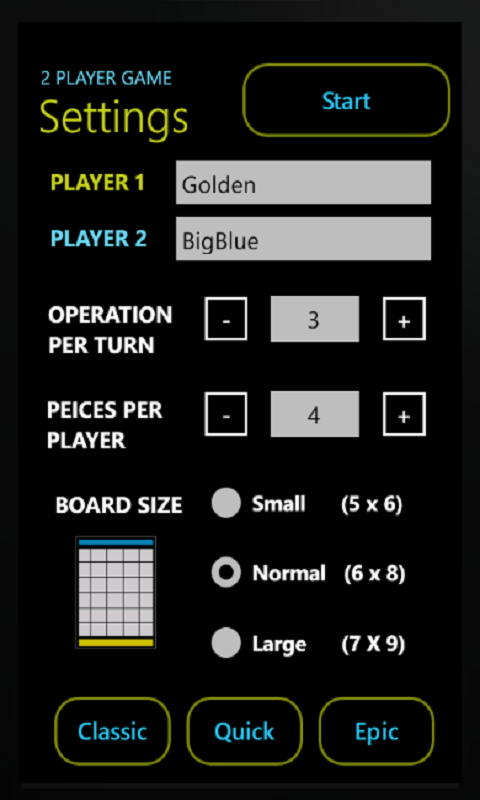 2 PLAYER GAME
Settings
Start
PLAYER 1
Golden
PLAYER 2
BigBlue
OPERATION
PER TURN
- 3 +
PEICES PER
PLAYER
- 4 +
BOARD SIZE
Small (5 x 6)
Normal (6 x 8)
Large (7 X 9)
Classic
Quick
Epic